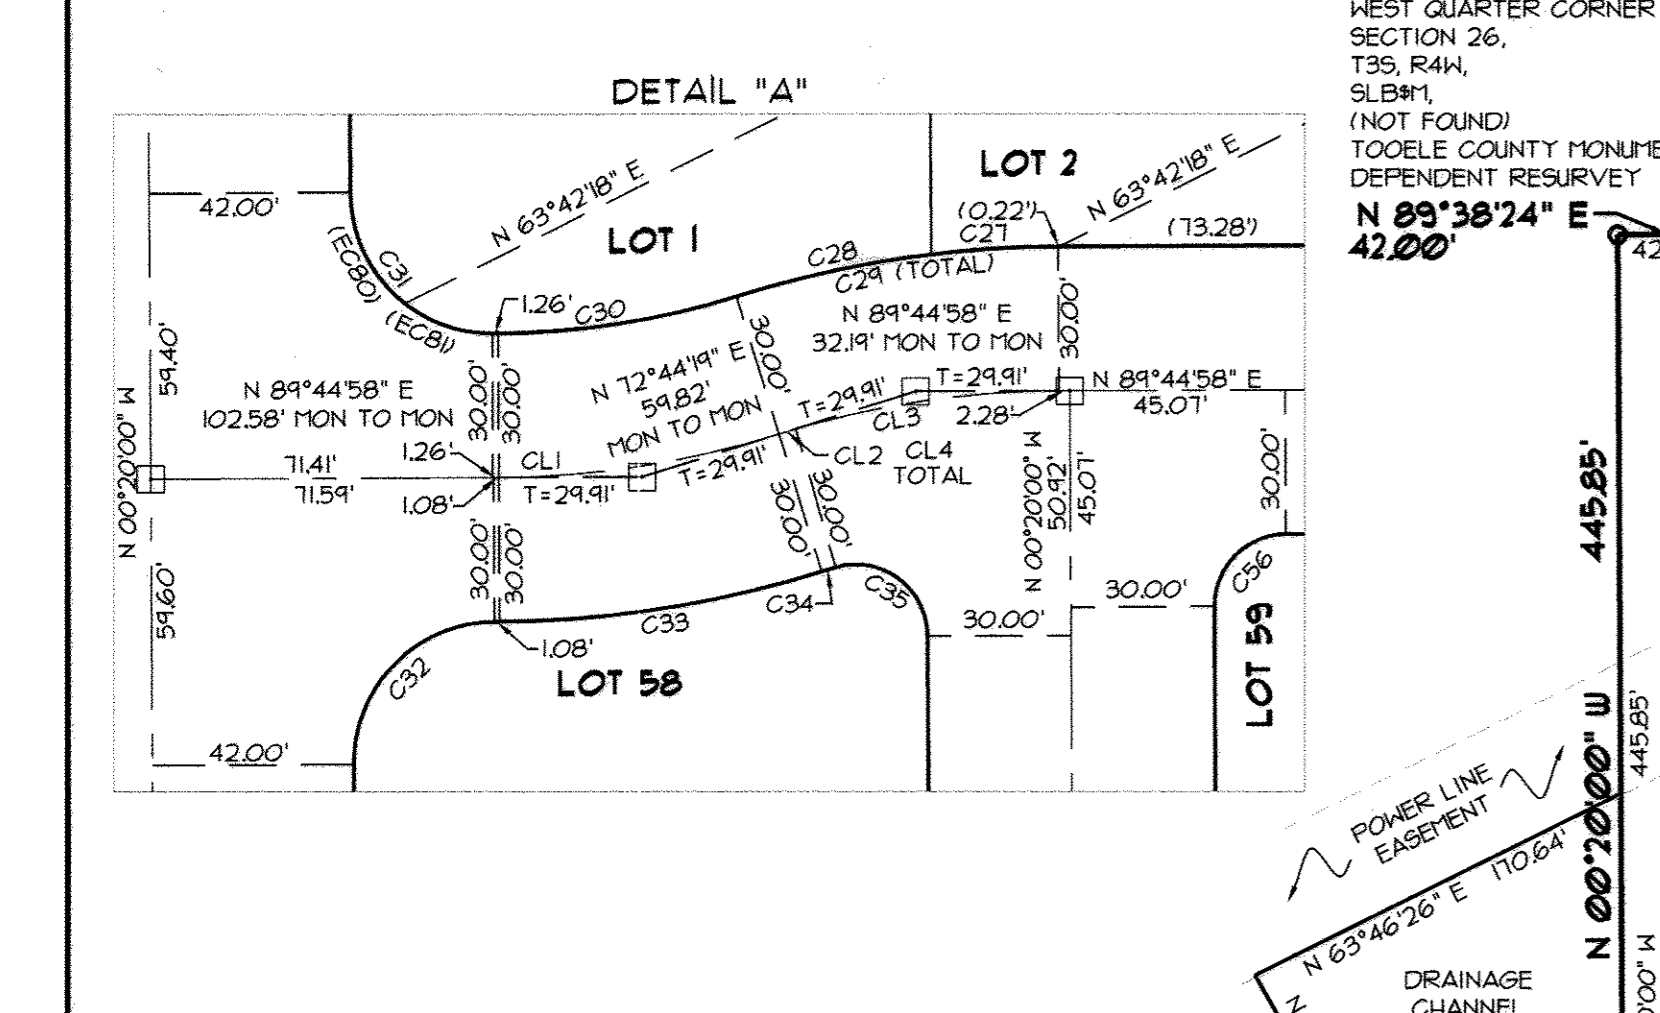 WEST QUARTER CORNER
SECTION 26,
T3S, R4W,
SLB$M,
(NOT FOUND)
TOOELE COUNTY MONUME
DEPENDENT RESURVEY
N 89°38'24" E
42.00'
42
DETAIL "A"
LOT 2
N 63°42'18" E
N 63°42'18" E
42.00'
(0.22')
C27
(73.28')
LOT 1
C31
(EC80)
(EC81)
C28
C29 (TOTAL)
1.26'
C30
30.00'
N 89°44'58" E
32.19' MON TO MON
30.00'
59.40'
N 72°44'19" E
59.82'
MON TO MON
N 89°44'58" E
102.58' MON TO MON
30.00'
30.00'
T=29.91'
T=29.91'
N 89°44'58" E
45.07'
2.28'
CL3
1.26'
CL1
71.41'
71.59'
T=29.91'
T=29.91'
CL2
CL4
TOTAL
1.08'
N 00°20'00" W
N 00°20'00" W
50.92'
45.07'
30.00'
30.00'
30.00'
30.00'
30.00'
445.85'
59.60'
C34
C35
C33
30.00'
30.00'
C56
1.08'
LOT 58
C32
LOT 59
42.00'
N 00°20'00" W
445.85'
POWER LINE
EASEMENT
170.64'
N 63°46'26" E
DRAINAGE
CHANNEL
N
0'00" W